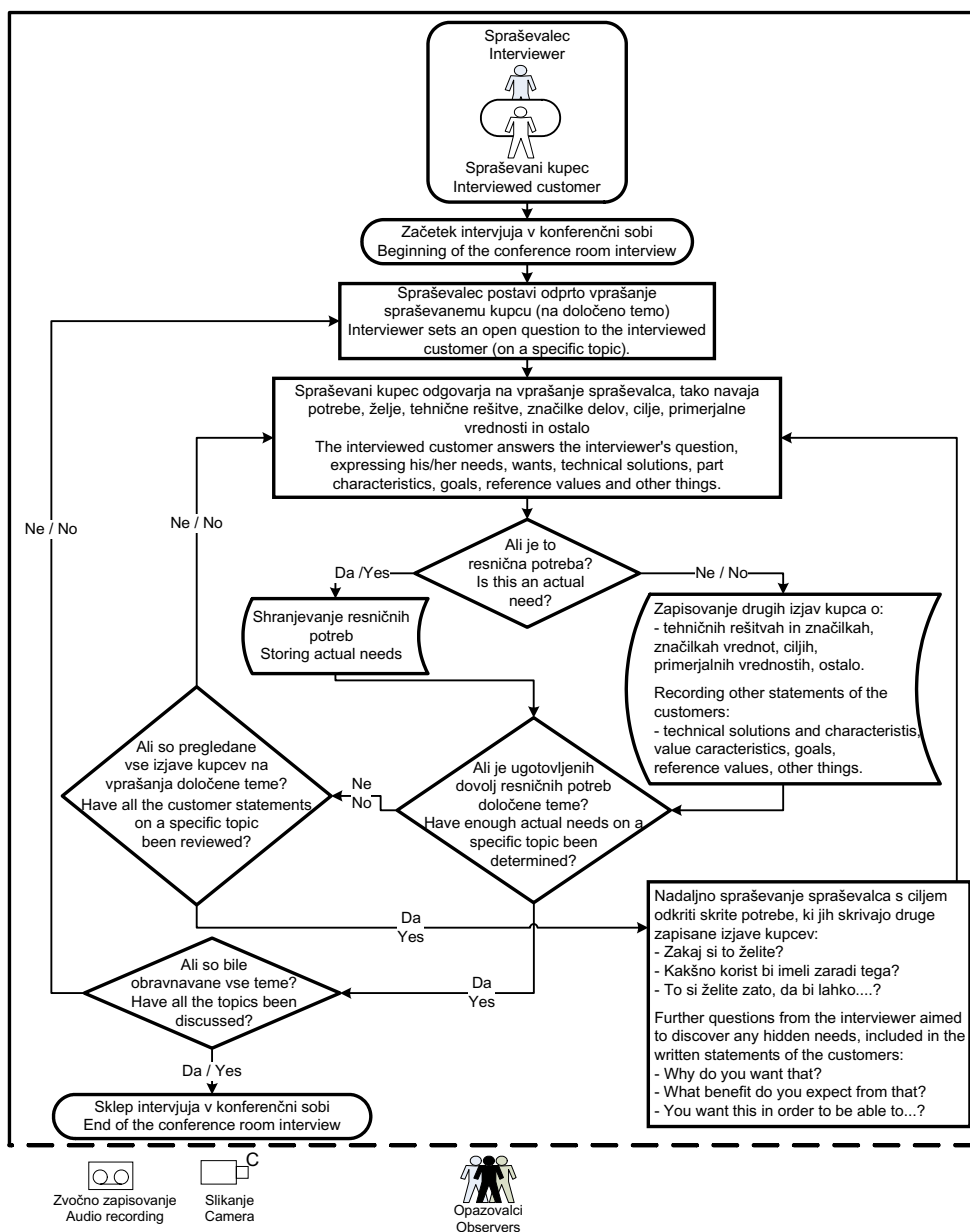 Spraševalec
Interviewer
Spraševani kupec
Interviewed customer
Začetek intervjuja v konferenčni sobi
Beginning of the conference room interview
Spraševalec postavi odprto vprašanje
spraševanemu kupcu (na določeno temo)
Interviewer sets an open question to the interviewed
customer (on a specific topic).
Spraševani kupec odgovarja na vprašanje spraševalca, tako navaja
potrebe, želje, tehnične rešitve, značilke delov, cilje, primerjalne
vrednosti in ostalo
The interviewed customer answers the interviewer's question,
expressing his/her needs, wants, technical solutions, part
characteristics, goals, reference values and other things.
Ne / No
Ne / No
Ali je to
resnična potreba?
Is this an actual
need?
Da /Yes
Ne / No
Shranjevanje resničnih
potreb
Storing actual needs
Zapisovanje drugih izjav kupca o:
- tehničnih rešitvah in značilkah,
značilkah vrednot, ciljih,
primerjalnih vrednostih, ostalo.
Recording other statements of the
customers:
- technical solutions and characteristis,
value caracteristics, goals,
reference values, other things.
Ali so pregledane
vse izjave kupcev na
vprašanja določene teme?
Have all the customer statements
on a specific topic
been reviewed?
Ne
No
Ali je ugotovljenih
dovolj resničnih potreb
določene teme?
Have enough actual needs on a
specific topic been
determined?
Da
Yes
Nadaljno spraševanje spraševalca s ciljem
odkriti skrite potrebe, ki jih skrivajo druge
zapisane izjave kupcev:
- Zakaj si to želite?
- Kakšno korist bi imeli zaradi tega?
- To si želite zato, da bi lahko....?
Further questions from the interviewer aimed
to discover any hidden needs, included in the
written statements of the customers:
- Why do you want that?
- What benefit do you expect from that?
- You want this in order to be able to...?
Ali so bile
obravnavane vse teme?
Have all the topics been
discussed?
Da
Yes
Da / Yes
Sklep intervjuja v konferenčni sobi
End of the conference room interview
C
Zvočno zapisovanje
Audio recording
Slikanje
Camera
Opazovalci
Observers